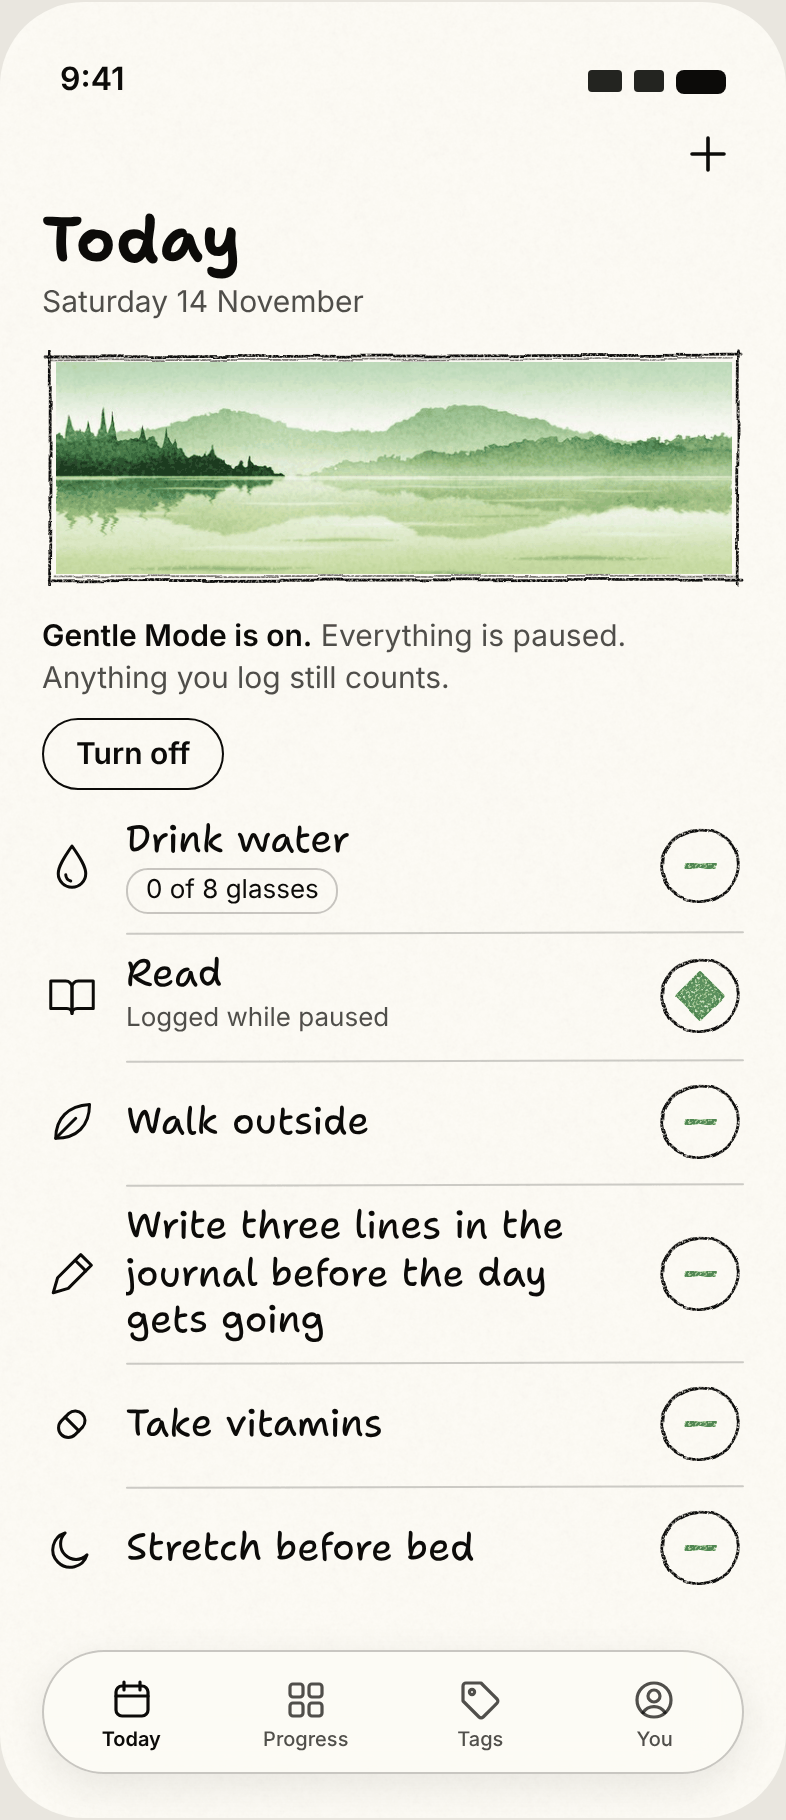 9:41
Today
Saturday 14 November
Gentle Mode is on. Everything is paused.
Anything you log still counts.
Turn off
Drink water
0 of 8 glasses
Read
Logged while paused
Walk outside
Write three lines in the
journal before the day
gets going
Take vitamins
Stretch before bed
Today
Progress
Tags
You